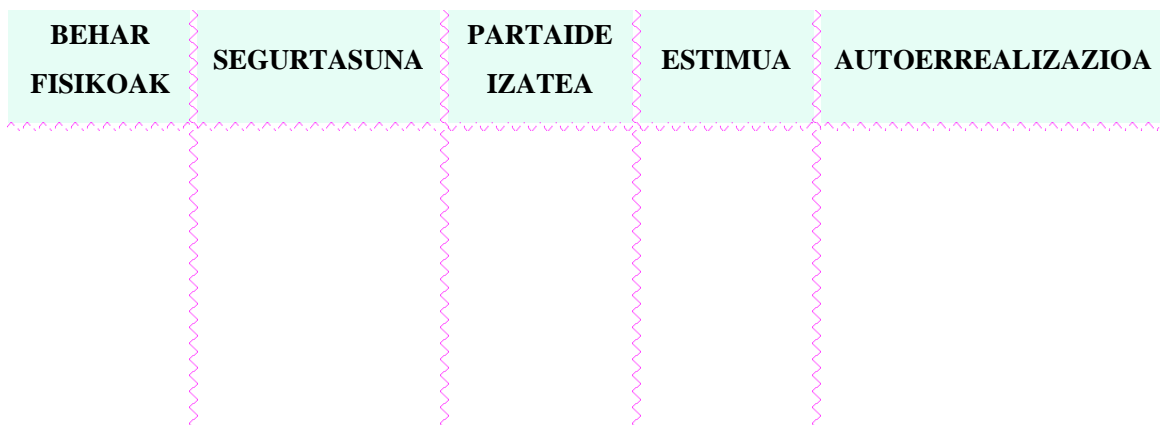 BEHAR
FISIKOAK
SEGURTASUNA
PARTAIDE
IZATEA
ESTIMUA
AUTOERREALIZAZIOA